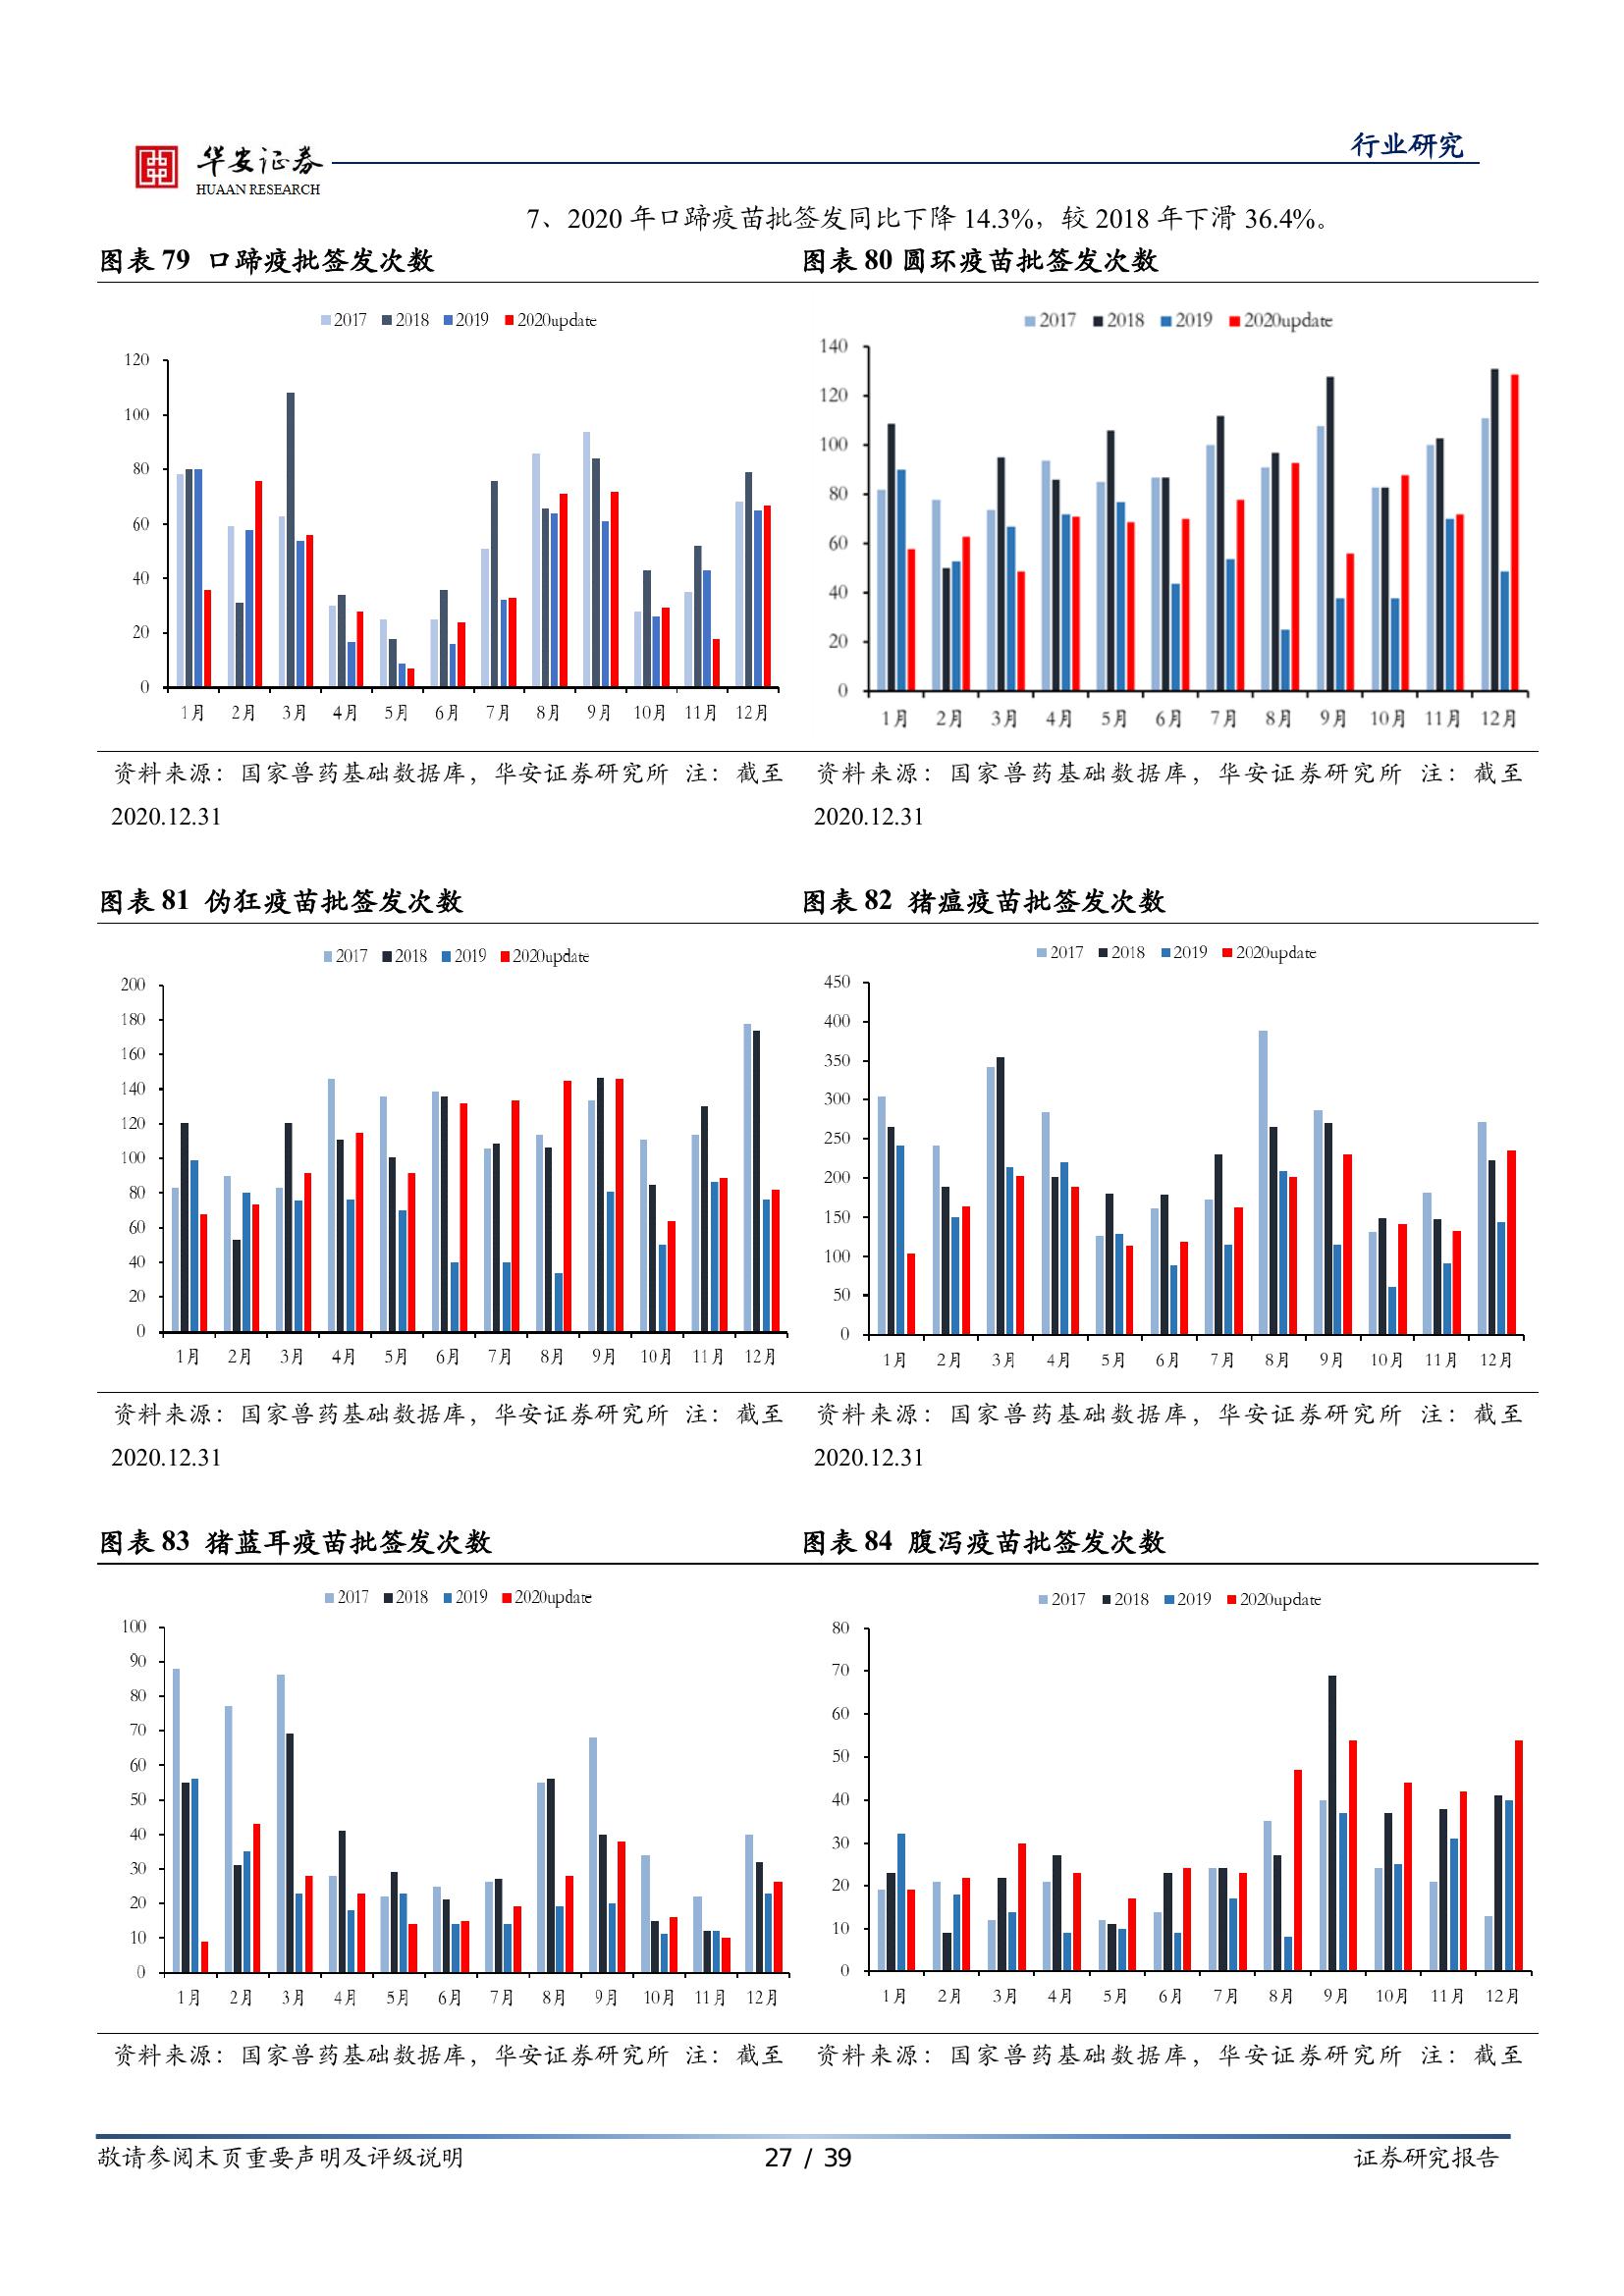 华安证券
HUAAN RESEARCH
行业研究
7、2020 年口蹄疫苗批签发同比下降 14.3%，较 2018 年下滑 36.4%。
图表 79 口蹄疫批签发次数
2017 2018 2019 2020update
120
100
80
60
40
20
0
1月 2月 3月 4月 5月 6月 7月 8月 9月 10月 11月 12月
资料来源：国家兽药基础数据库，华安证券研究所 注：截至
2020.12.31
图表 80 圆环疫苗批签发次数
2017 2018 2019 2020update
140
120
100
80
60
40
20
0
1月 2月 3月 4月 5月 6月 7月 8月 9月 10月 11月 12月
资料来源：国家兽药基础数据库，华安证券研究所 注：截至
2020.12.31
图表 81 伪狂疫苗批签发次数
2017 2018 2019 2020update
200
180
160
140
120
100
80
60
40
20
0
1月 2月 3月 4月 5月 6月 7月 8月 9月 10月 11月 12月
资料来源：国家兽药基础数据库，华安证券研究所 注：截至
2020.12.31
图表 82 猪瘟疫苗批签发次数
2017 2018 2019 2020update
450
400
350
300
250
200
150
100
50
0
1月 2月 3月 4月 5月 6月 7月 8月 9月 10月 11月 12月
资料来源：国家兽药基础数据库，华安证券研究所 注：截至
2020.12.31
图表 83 猪蓝耳疫苗批签发次数
2017 2018 2019 2020update
100
90
80
70
60
50
40
30
20
10
0
1月 2月 3月 4月 5月 6月 7月 8月 9月 10月 11月 12月
资料来源：国家兽药基础数据库，华安证券研究所 注：截至
图表 84 腹泻疫苗批签发次数
2017 2018 2019 2020update
80
70
60
50
40
30
20
10
0
1月 2月 3月 4月 5月 6月 7月 8月 9月 10月 11月 12月
资料来源：国家兽药基础数据库，华安证券研究所 注：截至
敬请参阅末页重要声明及评级说明
27 / 39
证券研究报告